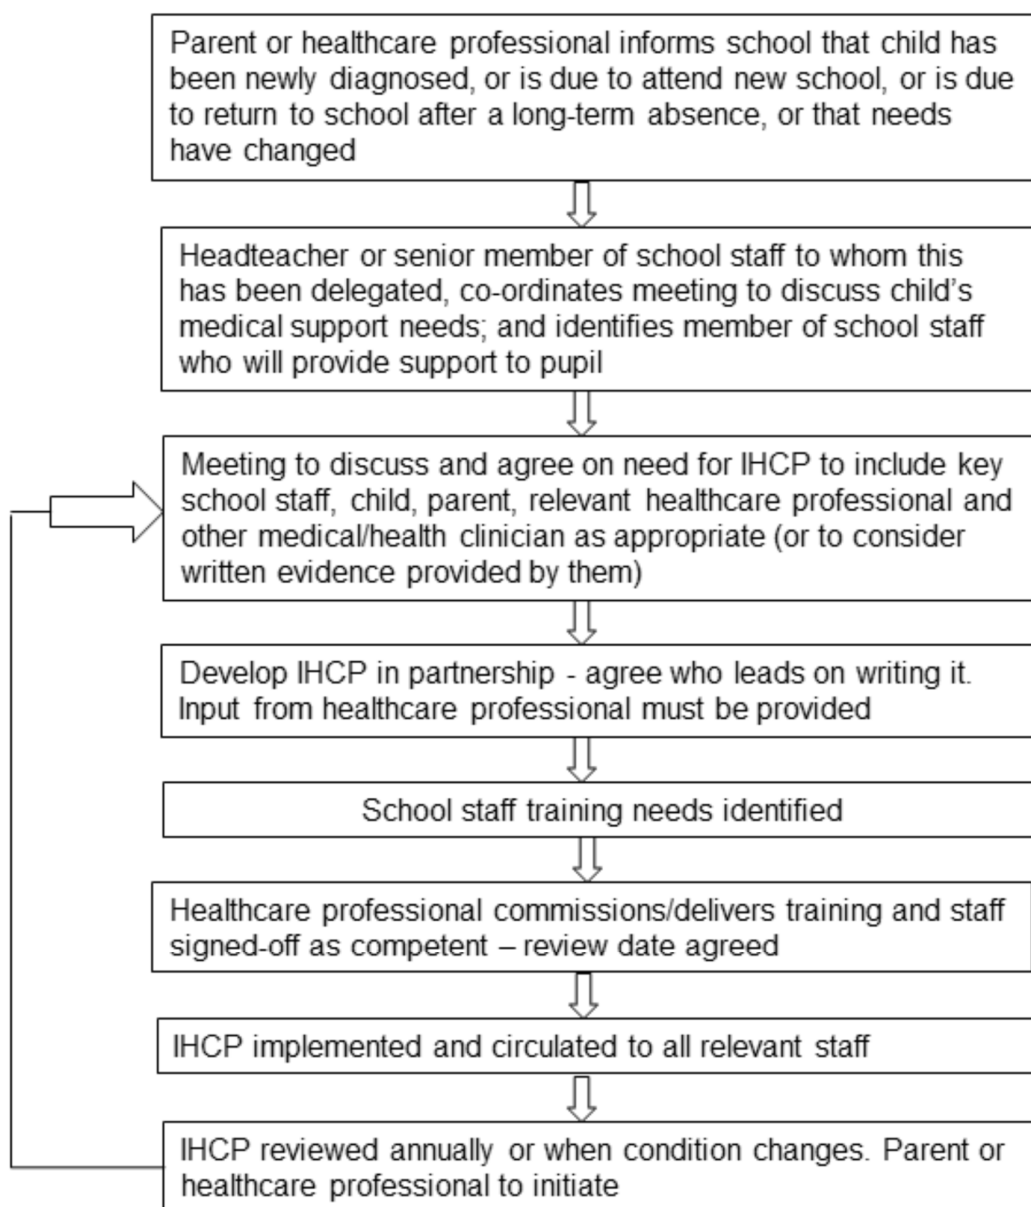 Parent or healthcare professional informs school that child has
been newly diagnosed, or is due to attend new school, or is due
to return to school after a long-term absence, or that needs
have changed
Headteacher or senior member of school staff to whom this
has been delegated, co-ordinates meeting to discuss child’s
medical support needs; and identifies member of school staff
who will provide support to pupil
Meeting to discuss and agree on need for IHCP to include key
school staff, child, parent, relevant healthcare professional and
other medical/health clinician as appropriate (or to consider
written evidence provided by them)
Develop IHCP in partnership - agree who leads on writing it.
Input from healthcare professional must be provided
School staff training needs identified
Healthcare professional commissions/delivers training and staff
signed-off as competent – review date agreed
IHCP implemented and circulated to all relevant staff
IHCP reviewed annually or when condition changes. Parent or
healthcare professional to initiate